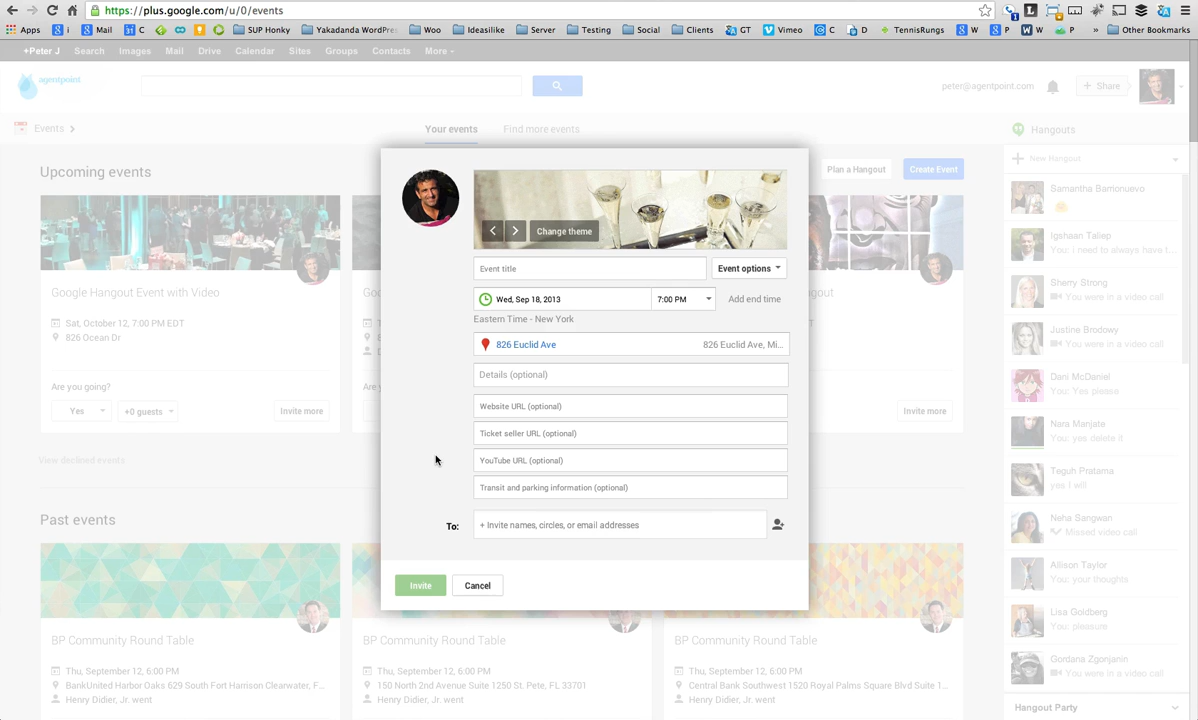 https://plus.google.com/u/0/events
Apps i Mail C SUP Honky Yakadanda WordPre Woo Ideasilike Server Testing Social Clients GT Vimeo C D TennisRungs W P W P » Other Bookmarks
+Peter J Search Images Maps Drive Calendar Sites Groups Contacts More
agentpoint
peter@agentpoint.com + Share
Events Your events Find more events Hangouts
New Hangout
Upcoming events Plan a Hangout Create Event
Google Hangout Event with Video
Sat, October 12, 7:00 PM EDT
826 Ocean Dr
Are you going?
Yes +0 guests Invite more
View declined events
Change theme
Event title Event options
Wed, Sep 18, 2013 7:00 PM Add end time
Eastern Time - New York
826 Euclid Ave 826 Euclid Ave, Mi...
Details (optional)
Website URL (optional)
Ticket seller URL (optional)
YouTube URL (optional)
Transit and parking information (optional)
To: + Invite names, circles, or email addresses
Invite Cancel
Invite more
Past events
BP Community Round Table
Thu, September 12, 6:00 PM
BankUnited Harbor Oaks 629 South Fort Harrison Clearwater, F...
Henry Didier, Jr. went
BP Community Round Table
Thu, September 12, 6:00 PM
150 North 2nd Avenue Suite 1250 St. Pete, FL 33701
Henry Didier, Jr. went
BP Community Round Table
Thu, September 12, 6:00 PM
Central Bank Southwest 1520 Royal Palms Square Blvd Suite 1...
Henry Didier, Jr. went
Samantha Bamonuevo
Igshaan Tailep
You: i need to always have t...
Sherry Strong
You were in a video call
Justine Brodowy
You were in a video call
Dani McDaniel
You: Yes please
Nara Manjate
You: yes delete it
Teguh Pratama
yes I will
Neha Sangwan
Missed video call
Allison Taylor
You: your thoughts
Lisa Goldberg
You: pleasure
Gordana Zgonjanin
You were in a video call
Hangout Party